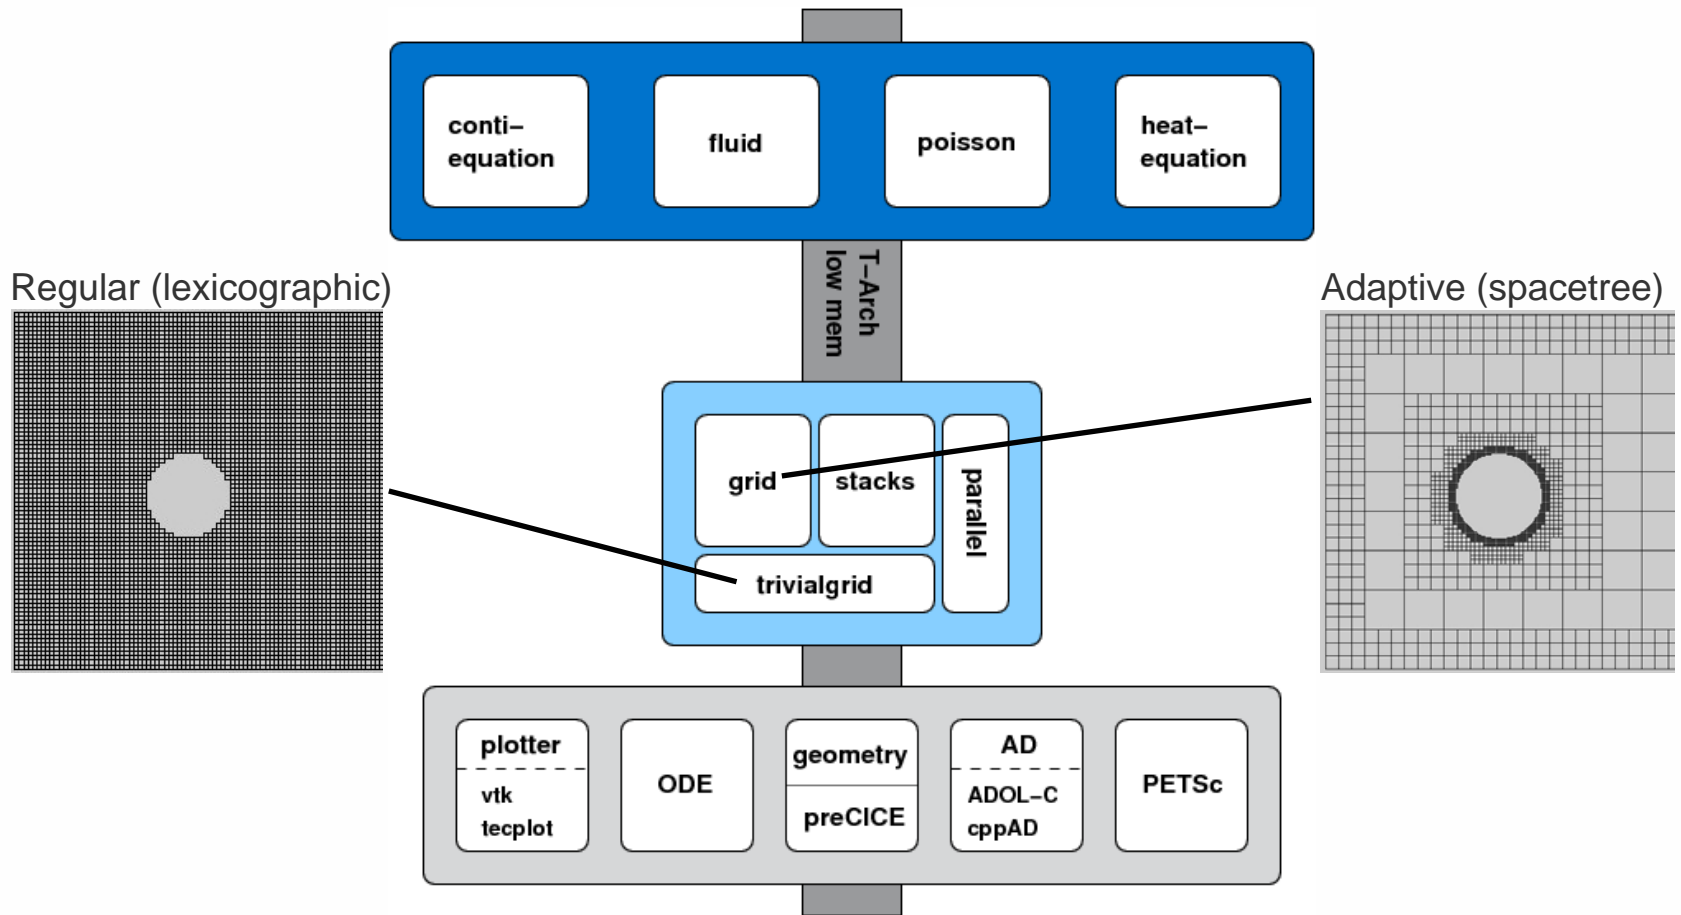 conti–
equation
fluid
poisson
heat–
equation
T–Arch
low mem
Regular (lexicographic)
Adaptive (spacetree)
grid
stacks
parallel
trivialgrid
plotter
vtk
tecplot
ODE
geometry
preCICE
AD
ADOL–C
cppAD
PETSc